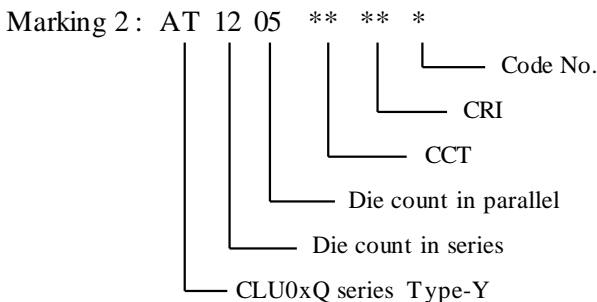 Marking 2 : AT 12 05 ** ** *
Code No.
CRI
CCT
Die count in parallel
Die count in series
CLU0xQ series Type-Y